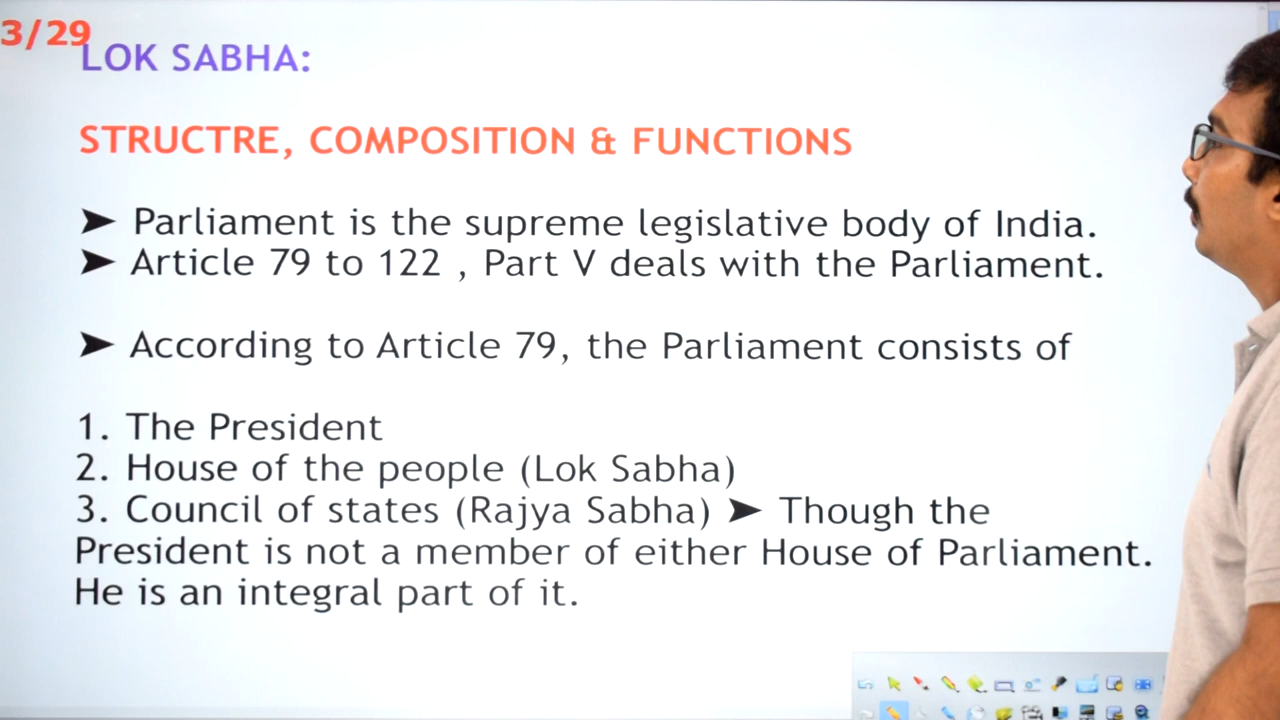 3/29
LOK SABHA:
STRUCTRE, COMPOSITION & FUNCTIONS
➤ Parliament is the supreme legislative body of India.
➤ Article 79 to 122 , Part V deals with the Parliament.
➤ According to Article 79, the Parliament consists of
1. The President
2. House of the people (Lok Sabha)
3. Council of states (Rajya Sabha) ➤ Though the
President is not a member of either House of Parliament.
He is an integral part of it.